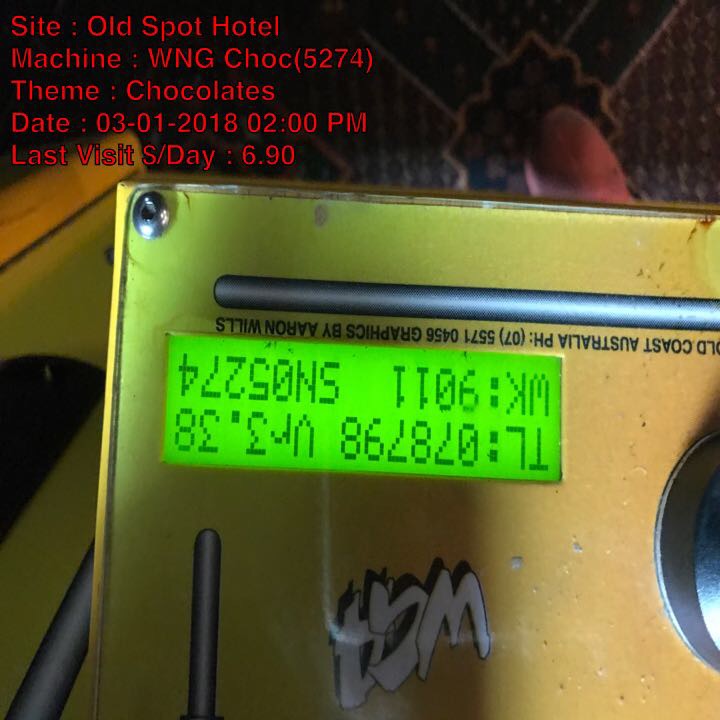 Site : Old Spot Hotel
Machine : WNG Choc(5274)
Theme : Chocolates
Date : 03-01-2018 02:00 PM
Last Visit $/Day : 6.90
TL:078798 Vr3.38
WK:9011 SN05274
OLD COAST AUSTRALIA PH: (07) 5571 0456 GRAPHICS BY AARON WILLS